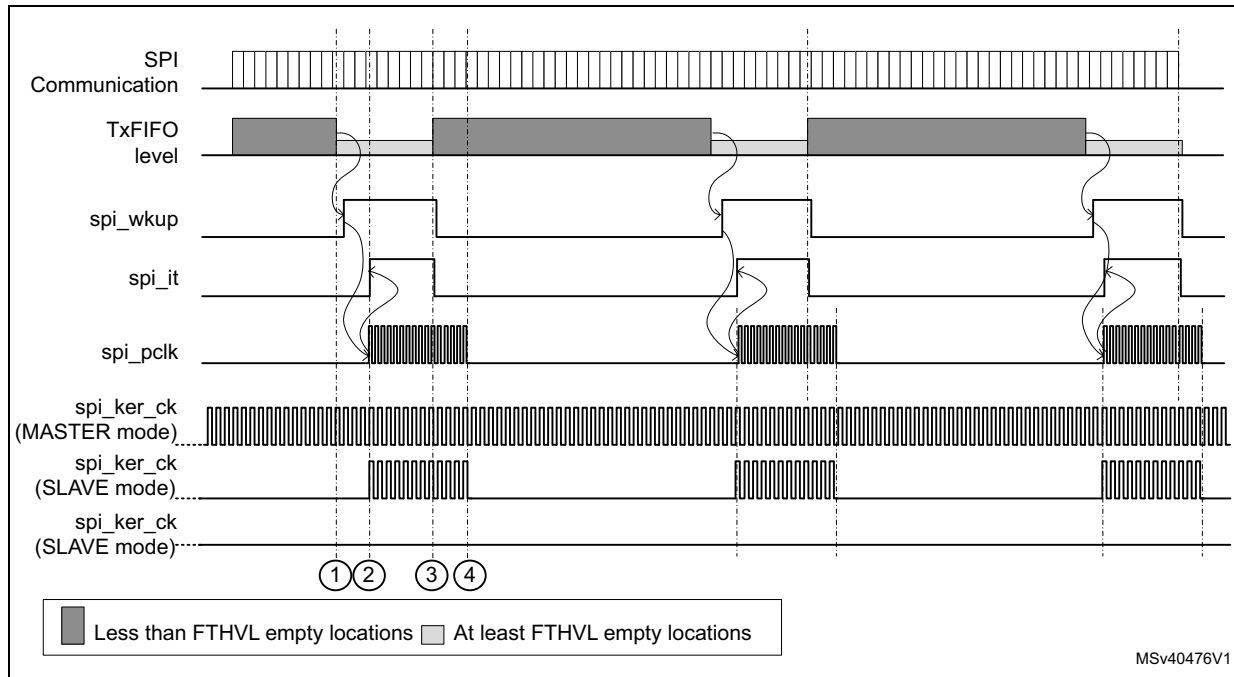 SPI
Communication
TxFIFO
level
spi_wkup
spi_it
spi_pclk
spi_ker_ck
(MASTER mode)
spi_ker_ck
(SLAVE mode)
spi_ker_ck
(SLAVE mode)
1 2 3 4
Less than FTHVL empty locations At least FTHVL empty locations
MSv40476V1